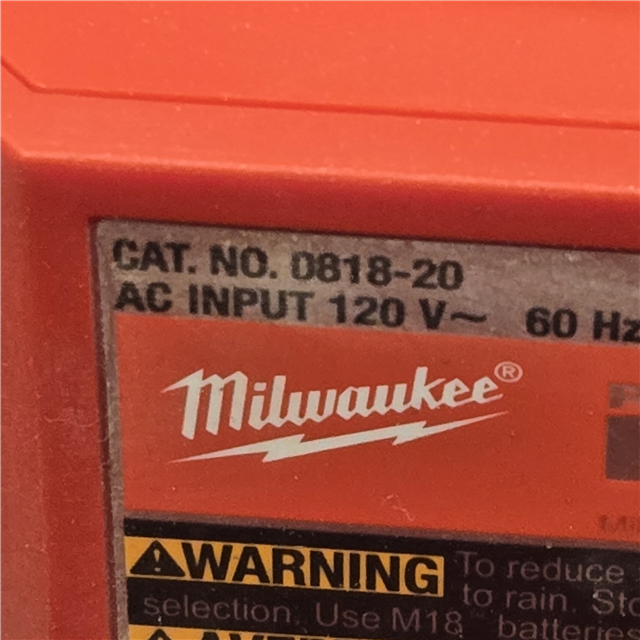 CAT. NO. 0818-20
AC INPUT 120 V~ 60 Hz
Milwaukee®
WARNING To reduce
to rain. Sto
selection. Use M18™ batteries